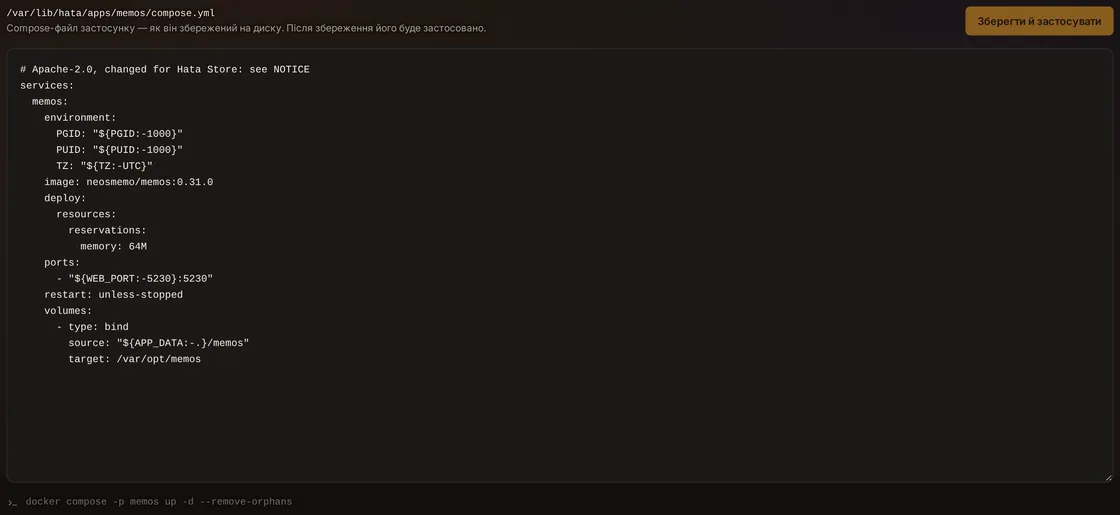 /var/lib/hata/apps/memos/compose.yml
Compose-файл застосунку — як він збережений на диску. Після збереження його буде застосовано.
Зберегти й застосувати
# Apache-2.0, changed for Hata Store: see NOTICE
services:
  memos:
    environment:
      PGID: "${PGID:-1000}"
      PUID: "${PUID:-1000}"
      TZ: "${TZ:-UTC}"
    image: neosmemo/memos:0.31.0
    deploy:
      resources:
        reservations:
          memory: 64M
    ports:
      - "${WEB_PORT:-5230}:5230"
    restart: unless-stopped
    volumes:
      - type: bind
        source: "${APP_DATA:-.}/memos"
        target: /var/opt/memos
›_ docker compose -p memos up -d --remove-orphans